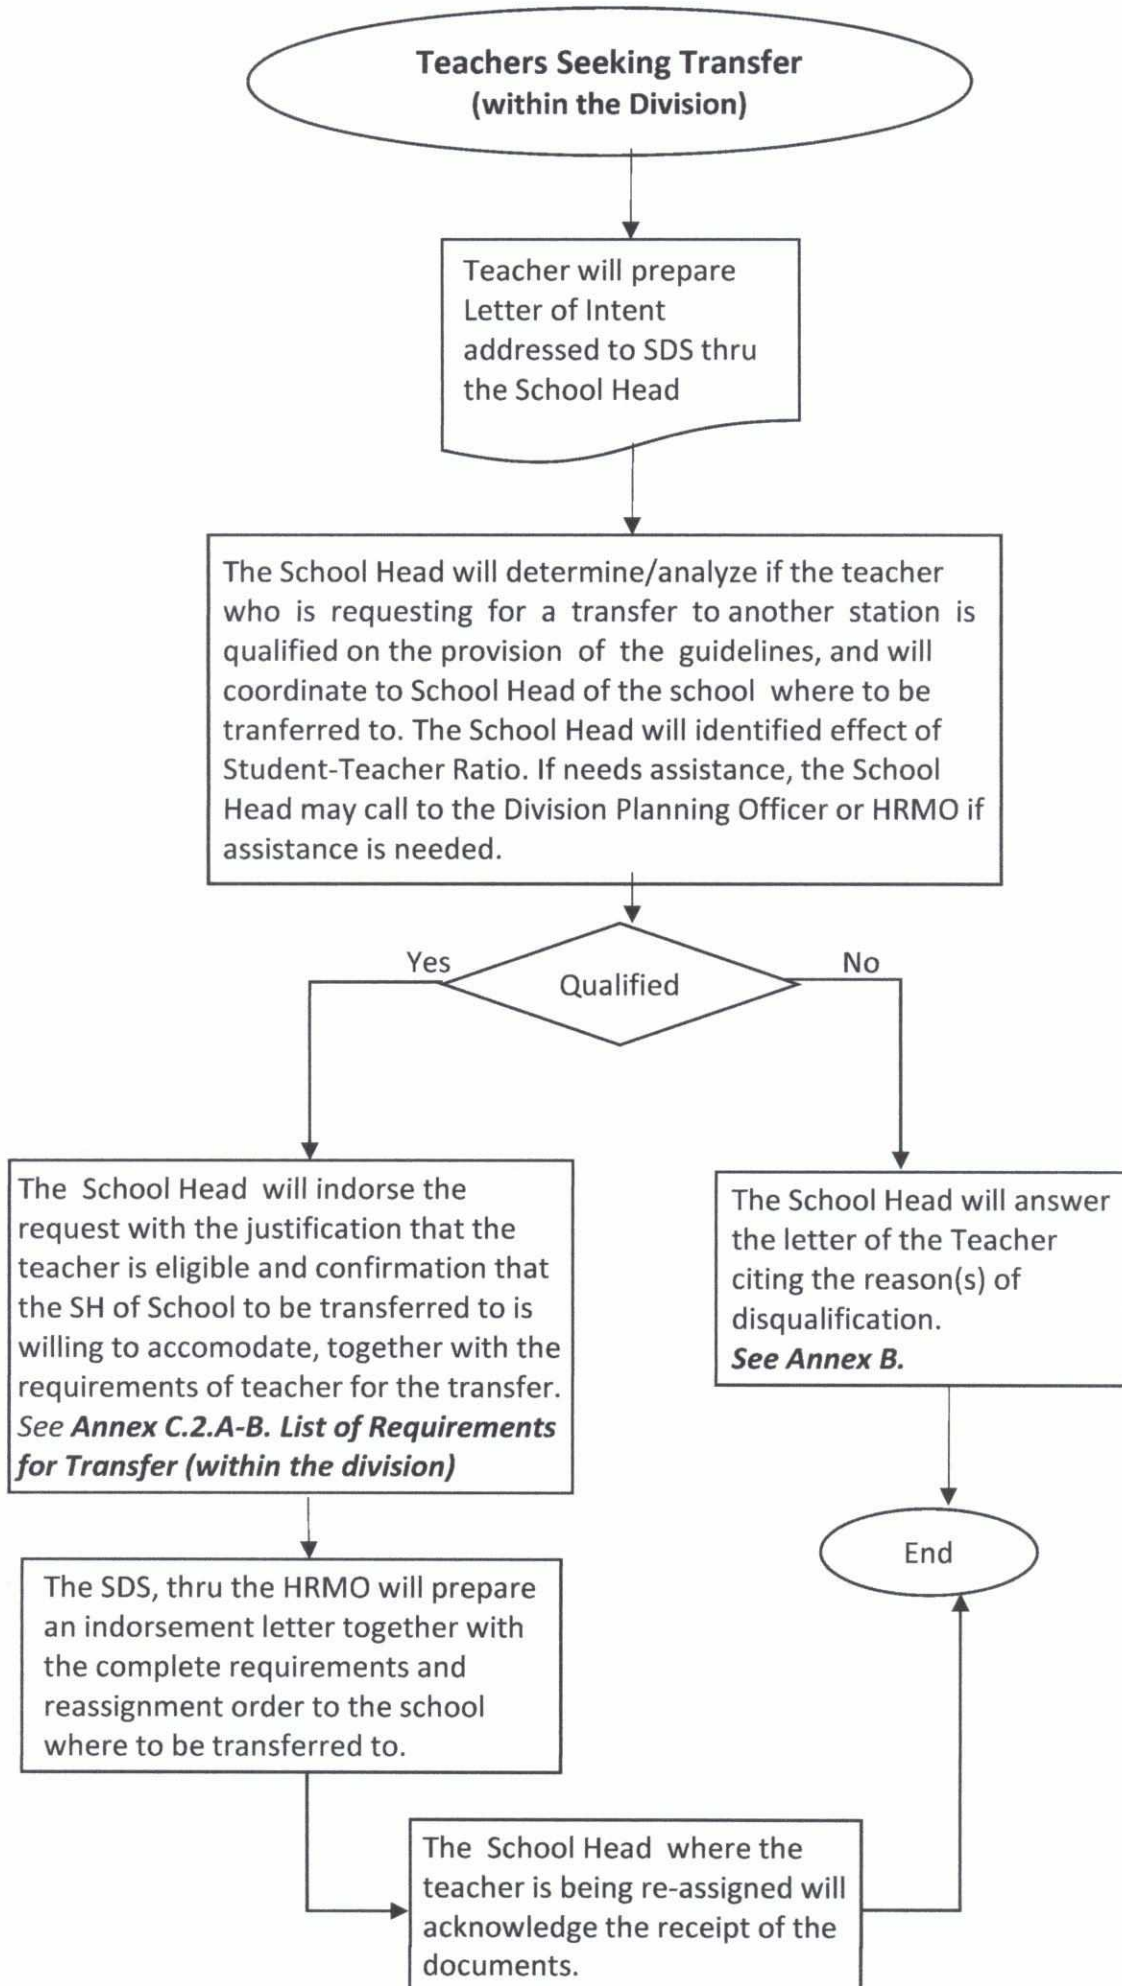 Teachers Seeking Transfer
(within the Division)
Teacher will prepare
Letter of Intent
addressed to SDS thru
the School Head
The School Head will determine/analyze if the teacher
who is requesting for a transfer to another station is
qualified on the provision of the guidelines, and will
coordinate to School Head of the school where to be
tranferred to. The School Head will identified effect of
Student-Teacher Ratio. If needs assistance, the School
Head may call to the Division Planning Officer or HRMO if
assistance is needed.
Qualified
Yes
No
The School Head will indorse the
request with the justification that the
teacher is eligible and confirmation that
the SH of School to be transferred to is
willing to accomodate, together with the
requirements of teacher for the transfer.
See Annex C.2.A-B. List of Requirements
for Transfer (within the division)
The School Head will answer
the letter of the Teacher
citing the reason(s) of
disqualification.
See Annex B.
The SDS, thru the HRMO will prepare
an indorsement letter together with
the complete requirements and
reassignment order to the school
where to be transferred to.
End
The School Head where the
teacher is being re-assigned will
acknowledge the receipt of the
documents.